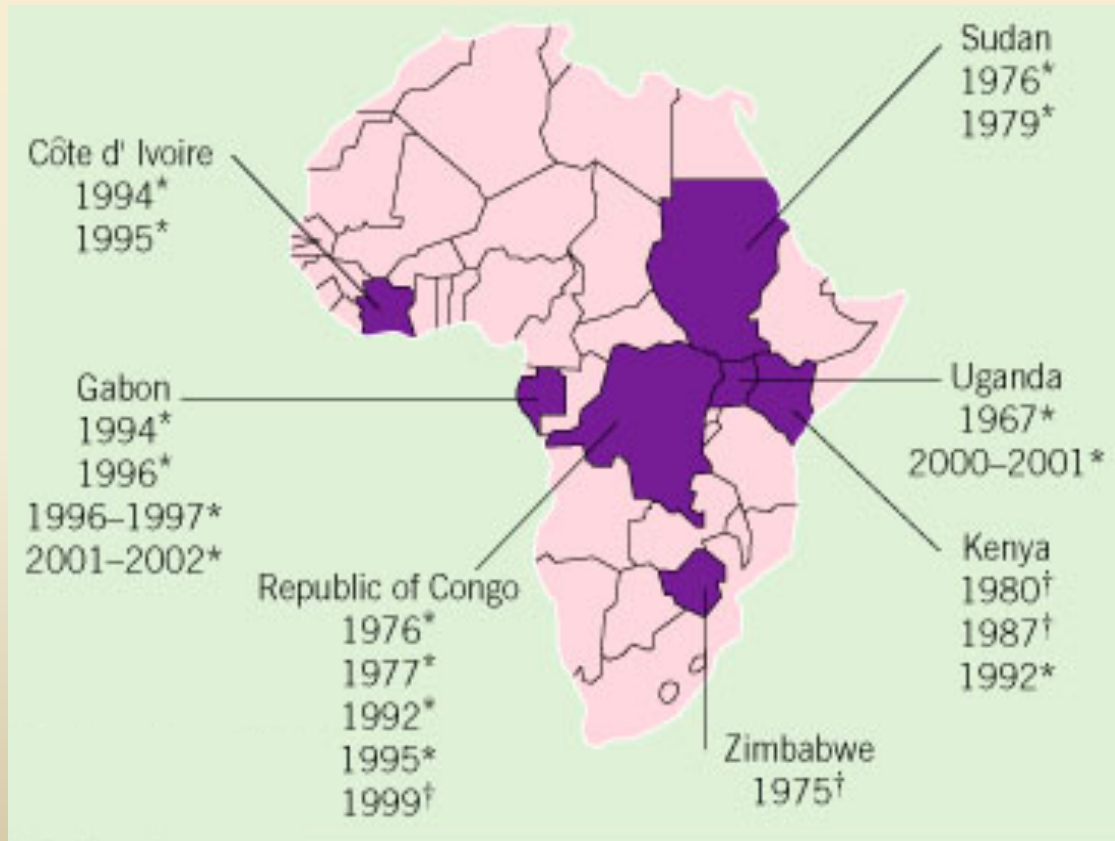 Sudan
1976*
1979*
Côte d' Ivoire
1994*
1995*
Gabon
1994*
1996*
1996–1997*
2001–2002*
Uganda
1967*
2000–2001*
Republic of Congo
1976*
1977*
1992*
1995*
1999†
Kenya
1980†
1987†
1992*
Zimbabwe
1975†